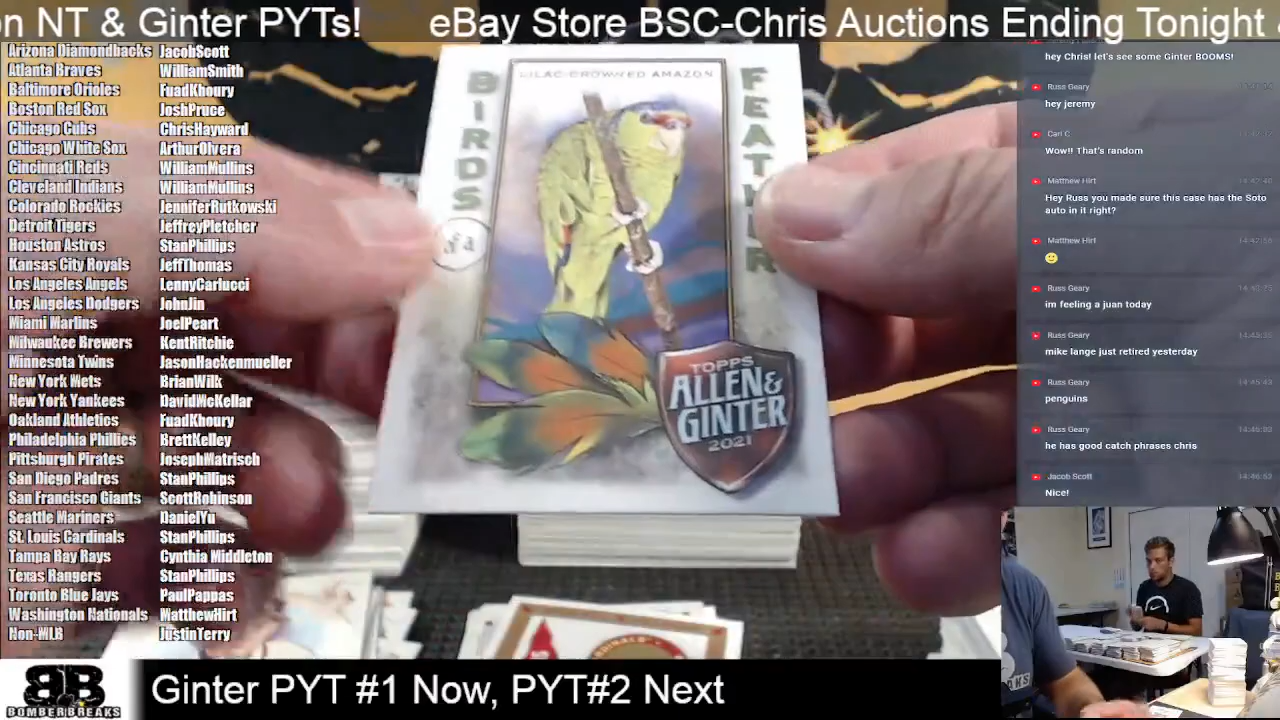 on NT & Ginter PYTs! eBay Store BSC-Chris Auctions Ending Tonight
Arizona Diamondbacks JacobScott
Atlanta Braves WilliamSmith
Baltimore Orioles FuadKhoury
Boston Red Sox JoshPruce
Chicago Cubs ChrisHayward
Chicago White Sox ArthurOlvera
Cincinnati Reds WilliamMullins
Cleveland Indians WilliamMullins
Colorado Rockies JenniferRutkowski
Detroit Tigers JeffreyPletcher
Houston Astros StanPhillips
Kansas City Royals JeffThomas
Los Angeles Angels LennyCarlucci
Los Angeles Dodgers JohnJin
Miami Marlins JoelPeart
Milwaukee Brewers KentRitchie
Minnesota Twins JasonHackenmueller
New York Mets BrianWilk
New York Yankees DavidMcKellar
Oakland Athletics FuadKhoury
Philadelphia Phillies BrettKelley
Pittsburgh Pirates JosephMatrisch
San Diego Padres StanPhillips
San Francisco Giants ScottRobinson
Seattle Mariners DanielYu
St. Louis Cardinals StanPhillips
Tampa Bay Rays Cynthia Middleton
Texas Rangers StanPhillips
Toronto Blue Jays PaulPappas
Washington Nationals MatthewHirt
Non-MLB JustinTerry
LILAC-CROWNED AMAZON
BIRDS
of a
FEATHER
TOPPS
ALLEN &
GINTER
2021
hey Chris! let's see some Ginter BOOMS!
Russ Geary
hey jeremy
Carl C
Wow!! That's random
Matthew Hirt
Hey Russ you made sure this case has the Soto
auto in it right?
Matthew Hirt
Russ Geary
im feeling a juan today
Russ Geary
mike lange just retired yesterday
Russ Geary
penguins
Russ Geary
he has good catch phrases chris
Jacob Scott 14:46:52
Nice!
BB
BOMBERBREAKS
Ginter PYT #1 Now, PYT#2 Next